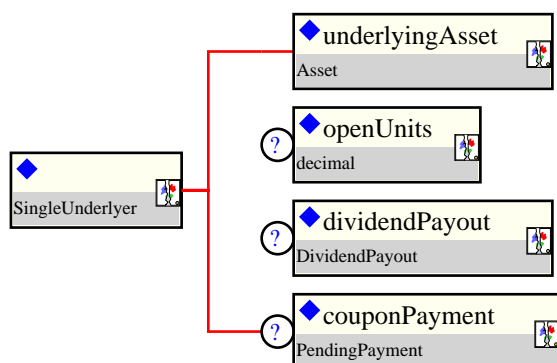 underlyingAsset
Asset
?
openUnits
decimal
SingleUnderlyer
?
dividendPayout
DividendPayout
?
couponPayment
PendingPayment